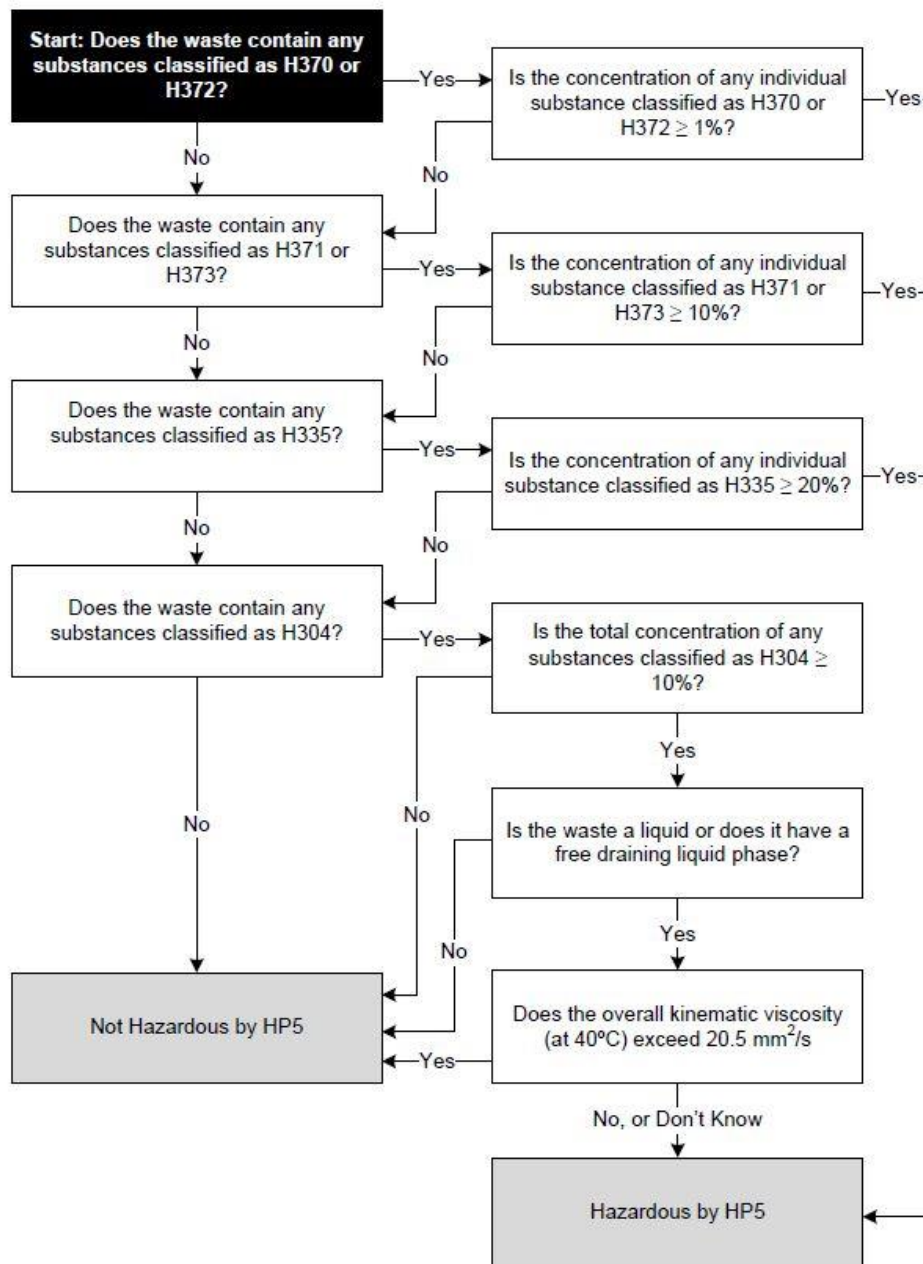 Start: Does the waste contain any
substances classified as H370 or
H372?
Yes
Is the concentration of any individual
substance classified as H370 or
H372 ≥ 1%?
Yes
No
No
Does the waste contain any
substances classified as H371 or
H373?
Yes
Is the concentration of any individual
substance classified as H371 or
H373 ≥ 10%?
Yes
No
No
Does the waste contain any
substances classified as H335?
Yes
Is the concentration of any individual
substance classified as H335 ≥ 20%?
Yes
No
No
Does the waste contain any
substances classified as H304?
Yes
Is the total concentration of any
substances classified as H304 ≥
10%?
Yes
No
No
Is the waste a liquid or does it have a
free draining liquid phase?
Yes
No
Not Hazardous by HP5
Does the overall kinematic viscosity
(at 40ºC) exceed 20.5 mm²/s
Yes
No, or Don't Know
Hazardous by HP5